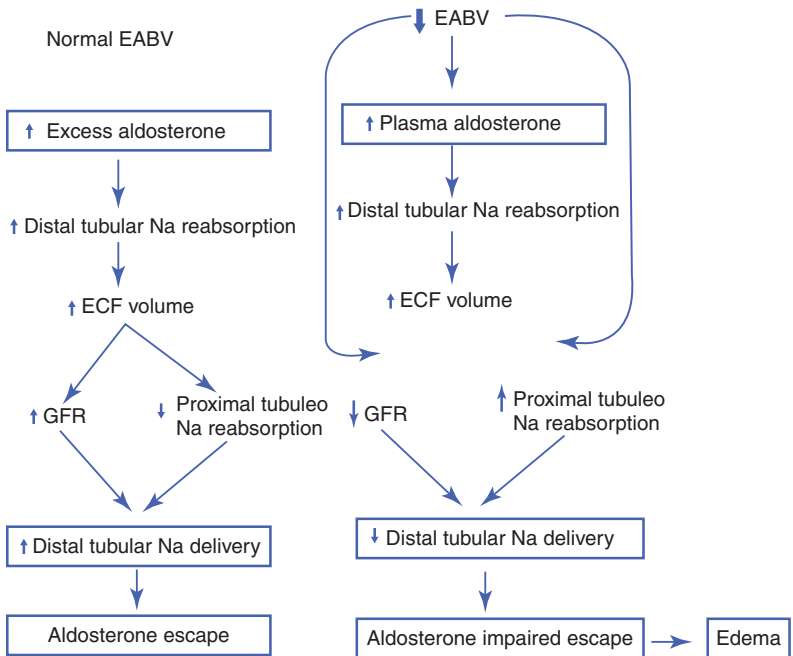 Normal EABV
↑ Excess aldosterone
↑ Distal tubular Na reabsorption
↑ ECF volume
↑ GFR
↓ Proximal tubuleo
Na reabsorption
↑ Distal tubular Na delivery
Aldosterone escape
↓ EABV
↑ Plasma aldosterone
↑ Distal tubular Na reabsorption
↑ ECF volume
↓ GFR
↑ Proximal tubuleo
Na reabsorption
↓ Distal tubular Na delivery
Aldosterone impaired escape
Edema